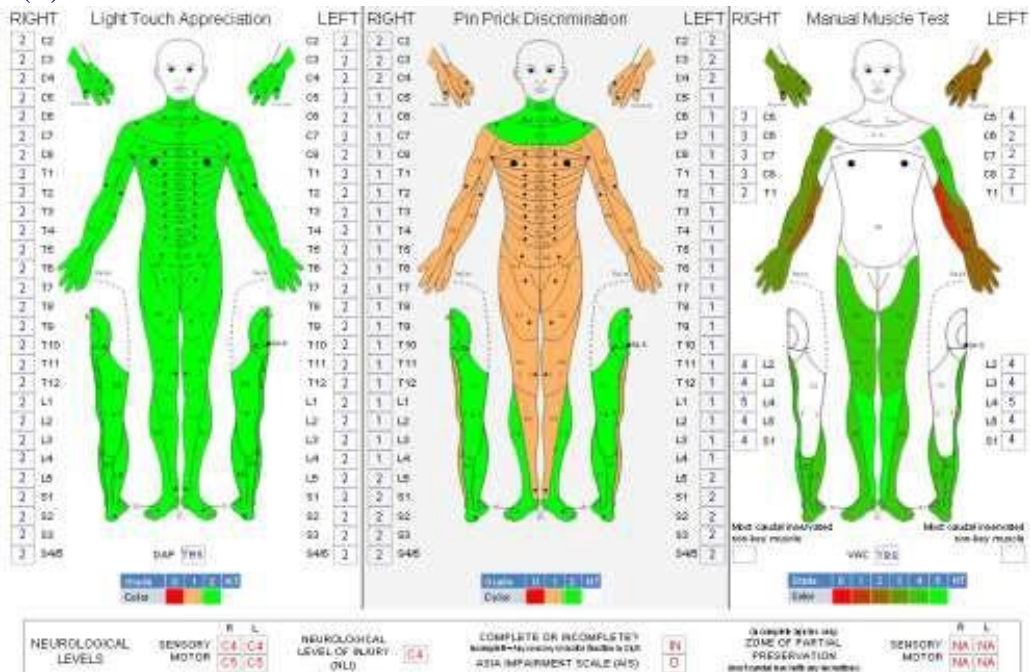 Light Touch Appreciation
Pin Prick Discrimination
Manual Muscle Test
RIGHT LEFT RIGHT LEFT RIGHT LEFT
2 C2 C2 2 2 C2 C2 2
2 C3 C3 2 2 C3 C3 2
2 C4 C4 2 2 C4 C4 2
2 C5 C5 2 1 C5 C5 1
2 C6 C6 2 1 C6 C6 1
2 C7 C7 2 1 C7 C7 1
2 C8 C8 2 1 C8 C8 1
2 T1 T1 2 1 T1 T1 1
2 T2 T2 2 1 T2 T2 1
2 T3 T3 2 1 T3 T3 1
2 T4 T4 2 1 T4 T4 1
2 T5 T5 2 1 T5 T5 1
2 T6 T6 2 1 T6 T6 1
2 T7 T7 2 1 T7 T7 1
2 T8 T8 2 1 T8 T8 1
2 T9 T9 2 1 T9 T9 1
2 T10 T10 2 1 T10 T10 1
2 T11 T11 2 1 T11 T11 1
2 T12 T12 2 1 T12 T12 1
2 L1 L1 2 1 L1 L1 1
2 L2 L2 2 1 L2 L2 1
2 L3 L3 2 1 L3 L3 1
2 L4 L4 2 1 L4 L4 1
2 L5 L5 2 2 L5 L5 2
2 S1 S1 2 2 S1 S1 2
2 S2 S2 2 2 S2 S2 2
2 S3 S3 2 2 S3 S3 2
2 S4/5 S4/5 2 2 S4/5 S4/5 2
3 C5 C5 4
3 C6 C6 2
3 C7 C7 2
3 C8 C8 2
2 T1 T1 1
4 L2 L2 4
4 L3 L3 4
5 L4 L4 5
4 L5 L5
4 S1 S1 4
Most caudal innervated
non-key muscle
Most caudal innervated
non-key muscle
DAP YES
VAC YES
Grade 0 1 2 NT
Color
Grade 0 1 2 NT
Color
Grade 0 1 2 3 4 5 NT
Color
NEUROLOGICAL
LEVELS
R L
SENSORY C4 C4
MOTOR C5 C5
NEUROLOGICAL
LEVEL OF INJURY
(NLI)
C4
COMPLETE OR INCOMPLETE?
IN
ASIA IMPAIRMENT SCALE (AIS)
D
ZONE OF PARTIAL
PRESERVATION
R L
SENSORY NA NA
MOTOR NA NA